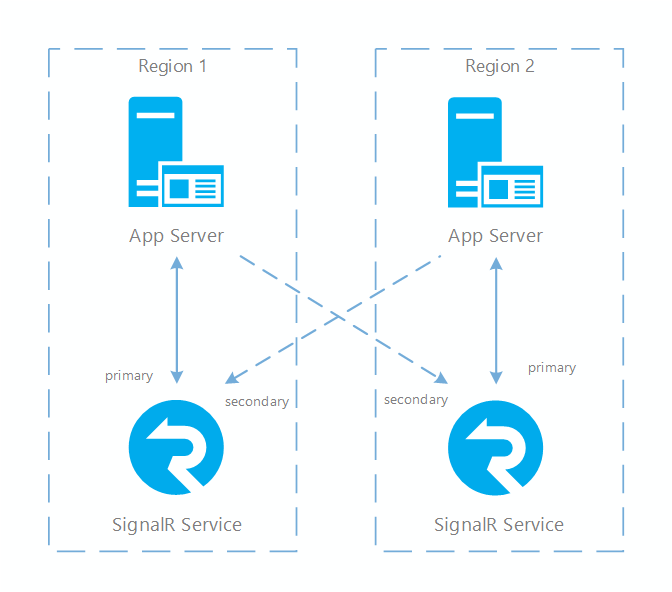 Region 1
Region 2
App Server
App Server
primary
primary
secondary
secondary
SignalR Service
SignalR Service